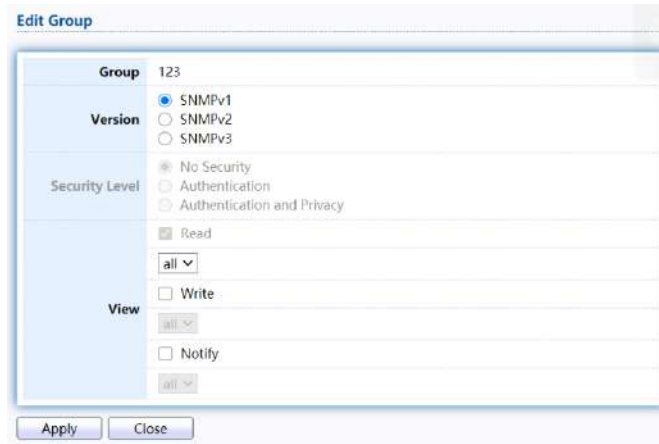 Edit Group
Group 123
Version SNMPv1
SNMPv2
SNMPv3
Security Level No Security
Authentication
Authentication and Privacy
View Read
all
Write
all
Notify
all
Apply Close